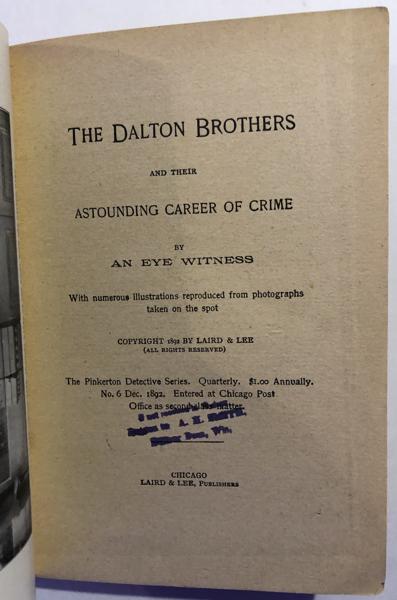 THE DALTON BROTHERS
AND THEIR
ASTOUNDING CAREER OF CRIME
BY
AN EYE WITNESS
With numerous illustrations reproduced from photographs
taken on the spot
COPYRIGHT 1892 BY LAIRD & LEE
(ALL RIGHTS RESERVED)
The Pinkerton Detective Series. Quarterly. $1.00 Annually.
No. 6 Dec. 1892. Entered at Chicago Post
Office as second class matter.
to A. H.
Wis.
CHICAGO
LAIRD & LEE, PUBLISHERS